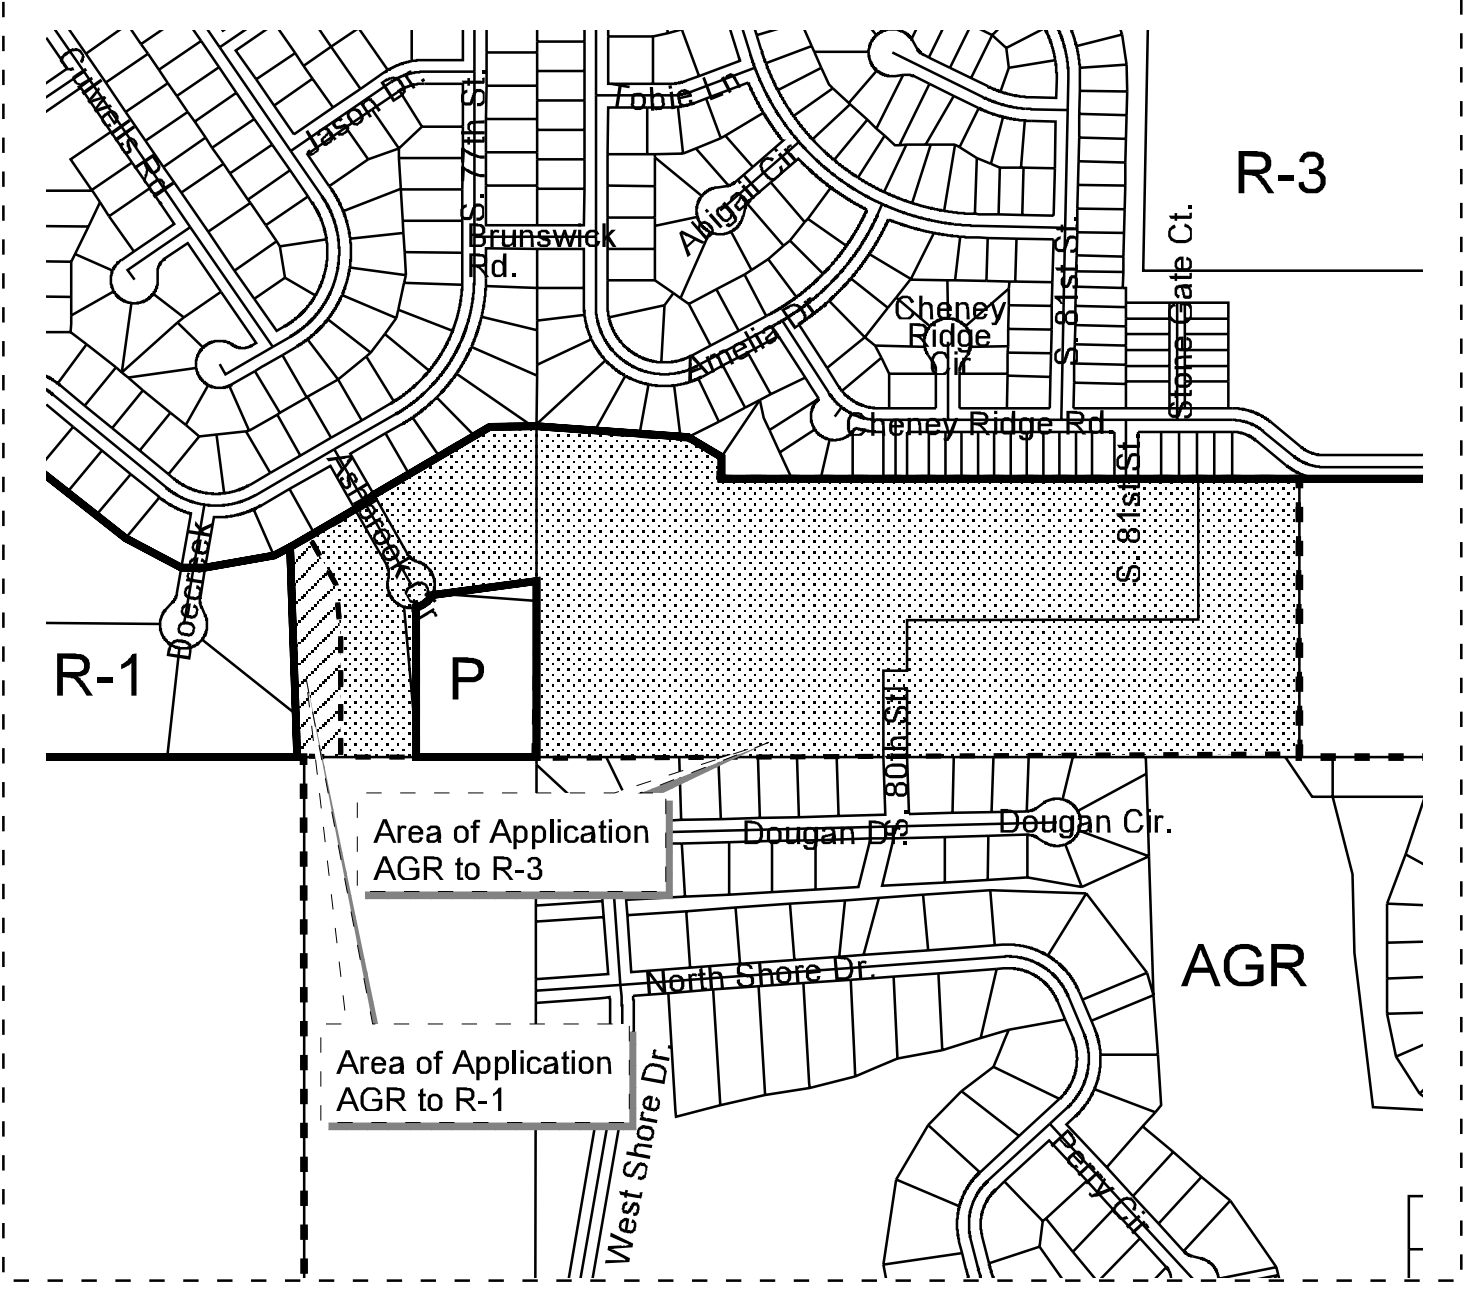 Culwells Rd
Jason Dr.
S. 77th St.
Tobie Ln
R-3
Abigail Cir
Brunswick
Rd.
Stone Gate Ct.
S. 81st St.
Amelia Dr.
Cheney
Ridge
Cir
Cheney Ridge Rd.
Ashbrook Dr
S. 81st St.
Doecreek
R-1
P
S. 80th St.
Area of Application
AGR to R-3
Dougan Dr.
Dougan Cir.
North Shore Dr.
AGR
Area of Application
AGR to R-1
West Shore Dr.
Perry Cir